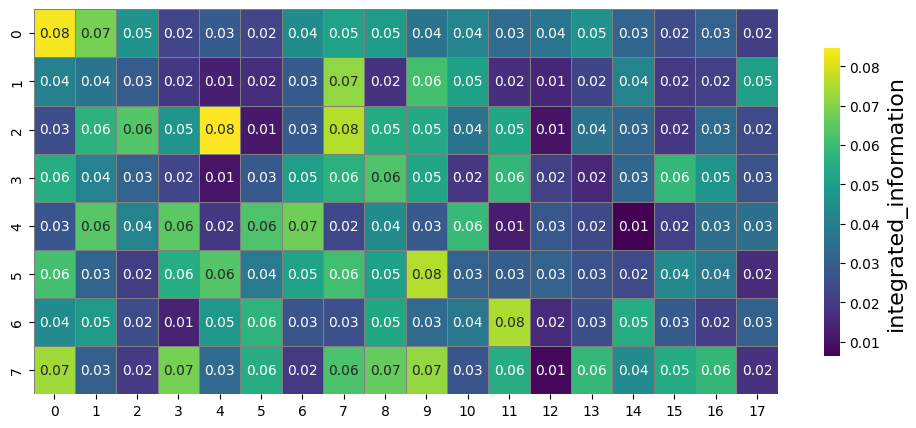 0 0.08 0.07 0.05 0.02 0.03 0.02 0.04 0.05 0.05 0.04 0.04 0.03 0.04 0.05 0.03 0.02 0.03 0.02
1 0.04 0.04 0.03 0.02 0.01 0.02 0.03 0.07 0.02 0.06 0.05 0.02 0.01 0.02 0.04 0.02 0.02 0.05
2 0.03 0.06 0.06 0.05 0.08 0.01 0.03 0.08 0.05 0.05 0.04 0.05 0.01 0.04 0.03 0.02 0.03 0.02
3 0.06 0.04 0.03 0.02 0.01 0.03 0.05 0.06 0.06 0.05 0.02 0.06 0.02 0.02 0.03 0.06 0.05 0.03
4 0.03 0.06 0.04 0.06 0.02 0.06 0.07 0.02 0.04 0.03 0.06 0.01 0.03 0.02 0.01 0.02 0.03 0.03
5 0.06 0.03 0.02 0.06 0.06 0.04 0.05 0.06 0.05 0.08 0.03 0.03 0.03 0.03 0.02 0.04 0.04 0.02
6 0.04 0.05 0.02 0.01 0.05 0.06 0.03 0.03 0.05 0.03 0.04 0.08 0.02 0.03 0.05 0.03 0.02 0.03
7 0.07 0.03 0.02 0.07 0.03 0.06 0.02 0.06 0.07 0.07 0.03 0.06 0.01 0.06 0.04 0.05 0.06 0.02
0 1 2 3 4 5 6 7 8 9 10 11 12 13 14 15 16 17
0.08
0.07
0.06
0.05
0.04
0.03
0.02
0.01
integrated_information